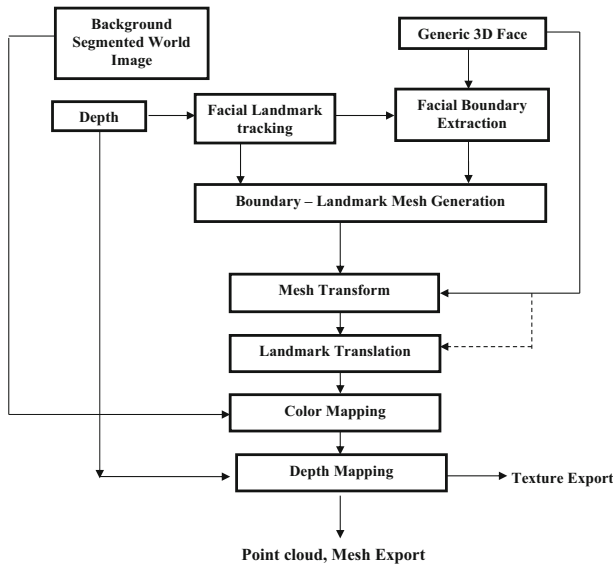 Background
Segmented World
Image
Generic 3D Face
Depth
Facial Landmark
tracking
Facial Boundary
Extraction
Boundary – Landmark Mesh Generation
Mesh Transform
Landmark Translation
Color Mapping
Depth Mapping
Texture Export
Point cloud, Mesh Export